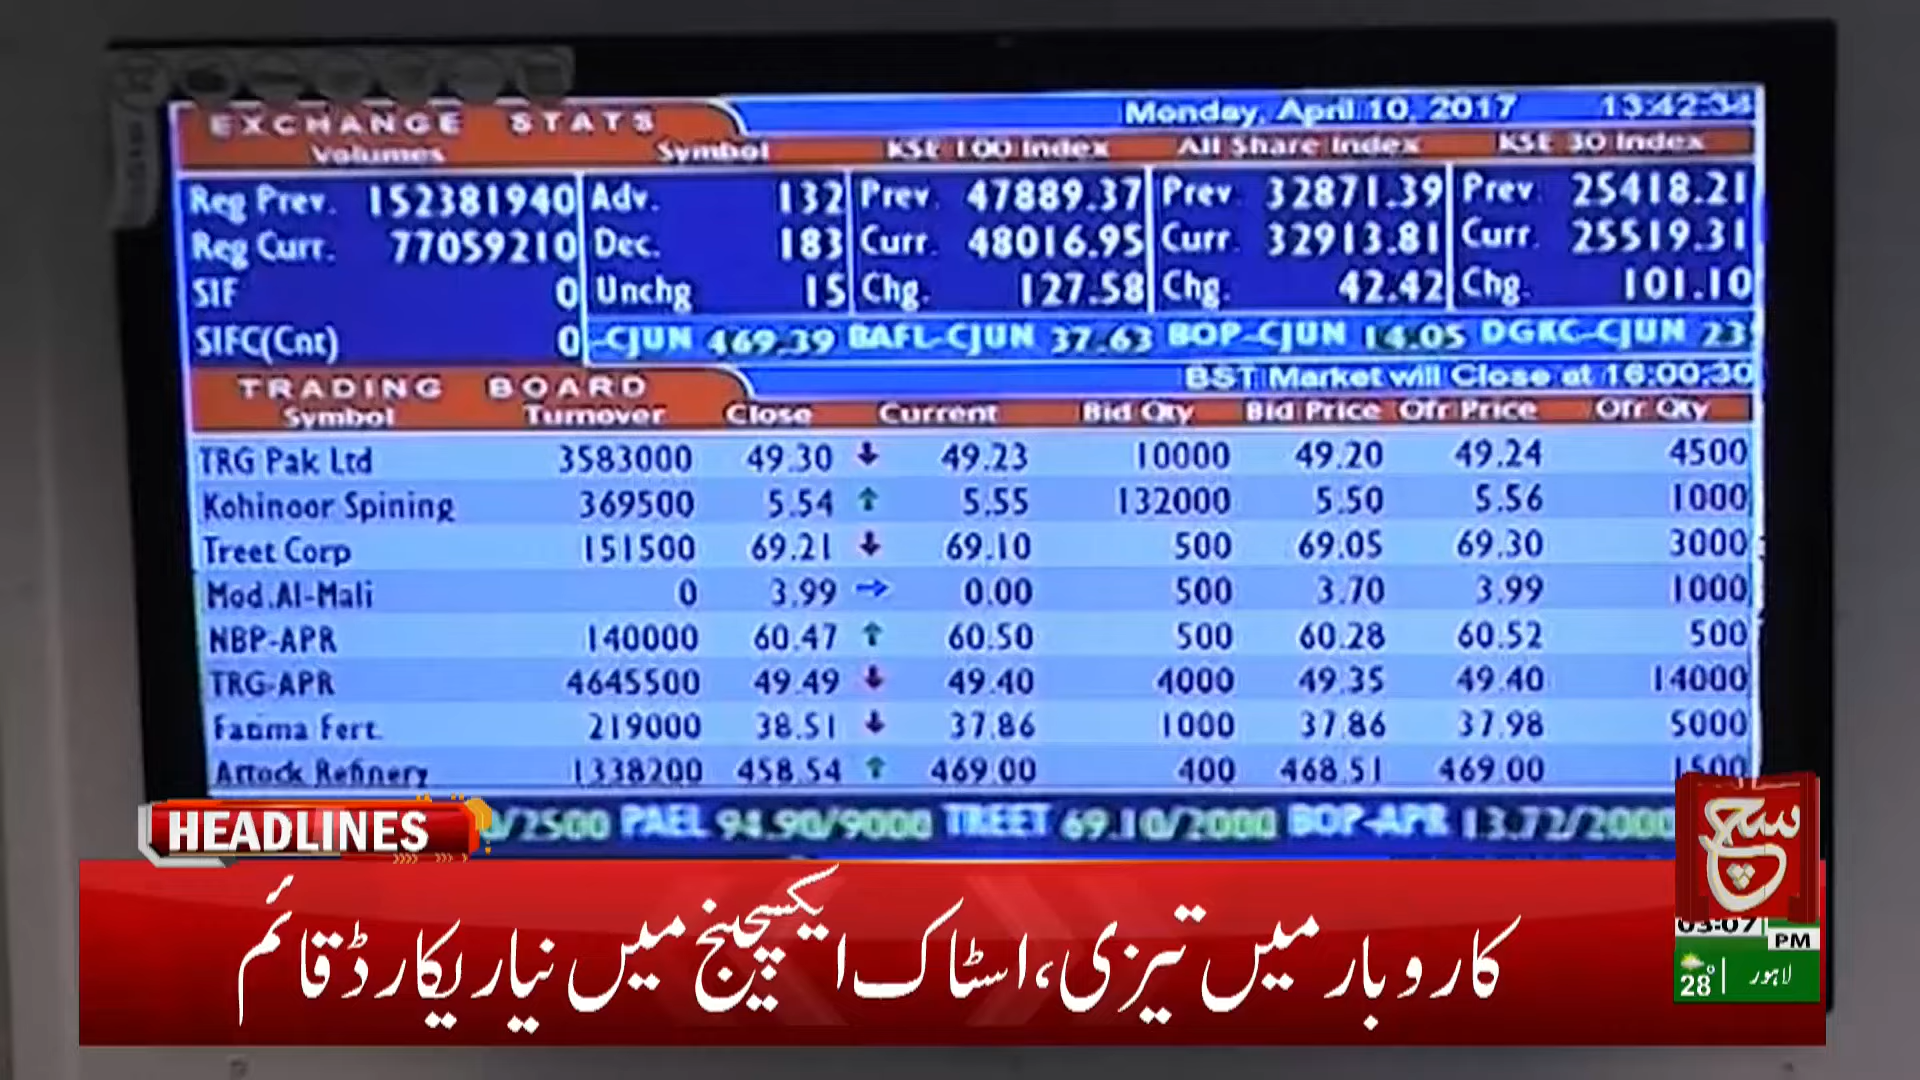 EXCHANGE STATS Monday, April 10, 2017 13:42:34
Volumes Symbol KSE 100 Index All Share Index KSE 30 Index
Reg Prev. 152381940 Adv. 132 Prev. 47889.37 Prev. 32871.39 Prev 25418.21
Reg Curr. 77059210 Dec. 183 Curr. 48016.95 Curr. 32913.81 Curr. 25519.31
SIF 0 Unchg 15 Chg. 127.58 Chg. 42.42 Chg. 101.10
SIFC(Cnt) 0 -CJUN 469.39 BAFL-CJUN 37.63 BOP-CJUN 14.05 DGKC-CJUN 23
TRADING BOARD BST Market will Close at 16:00:30
Symbol Turnover Close Current Bid Qty Bid Price Ofr Price Ofr Qty
TRG Pak Ltd 3583000 49.30 ↓ 49.23 10000 49.20 49.24 4500
Kohinoor Spining 369500 5.54 ↑ 5.55 132000 5.50 5.56 1000
Treet Corp 151500 69.21 ↓ 69.10 500 69.05 69.30 3000
Mod.Al-Mali 0 3.99 → 0.00 500 3.70 3.99 1000
NBP-APR 140000 60.47 ↑ 60.50 500 60.28 60.52 500
TRG-APR 4645500 49.49 ↓ 49.40 4000 49.35 49.40 14000
Fatima Fert. 219000 38.51 ↓ 37.86 1000 37.86 37.98 5000
Attock Refinery 1338200 458.54 ↑ 469.00 400 468.51 469.00 1500
0/2500 PAEL 94.90/9000 TREET 69.10/2000 BOP-APR 13.72/2000
HEADLINES
سچ
کاروبار میں تیزی، اسٹاک ایکسچینج میں نیا ریکارڈ قائم
03:07 PM
28° لاہور